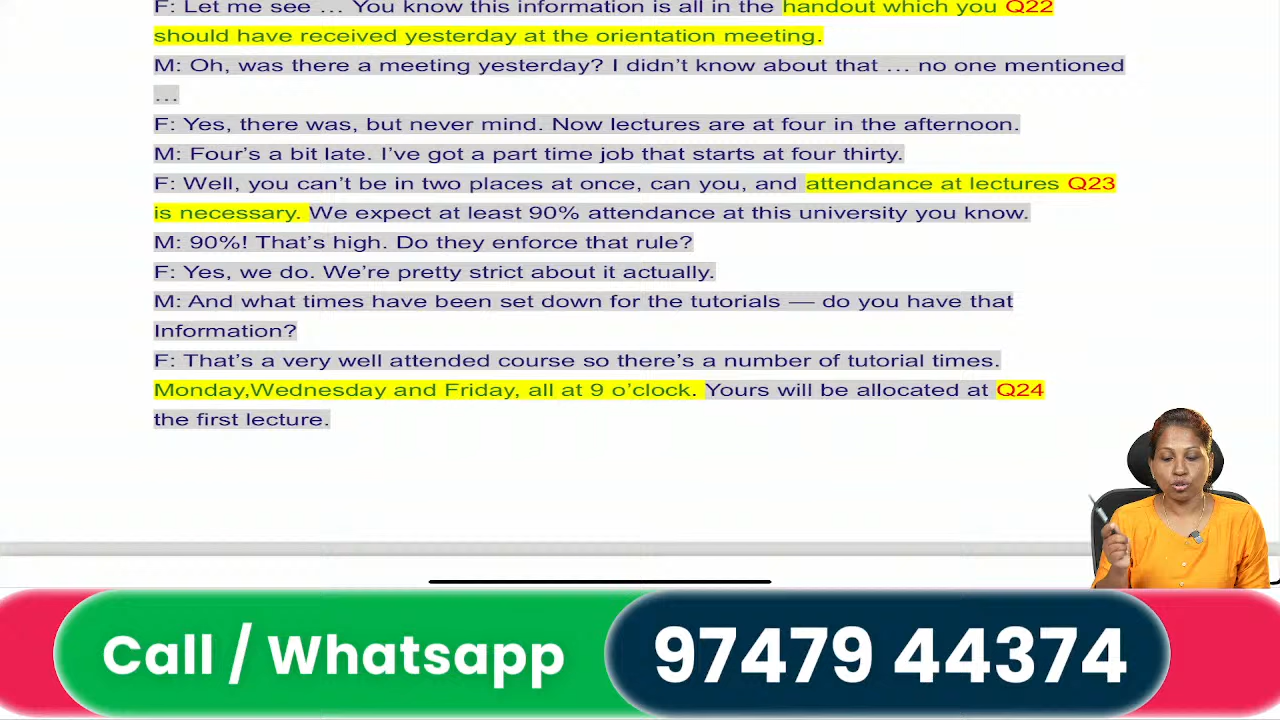 F: Let me see … You know this information is all in the handout which you Q22
should have received yesterday at the orientation meeting.
M: Oh, was there a meeting yesterday? I didn’t know about that … no one mentioned
…
F: Yes, there was, but never mind. Now lectures are at four in the afternoon.
M: Four’s a bit late. I’ve got a part time job that starts at four thirty.
F: Well, you can’t be in two places at once, can you, and attendance at lectures Q23
is necessary. We expect at least 90% attendance at this university you know.
M: 90%! That’s high. Do they enforce that rule?
F: Yes, we do. We’re pretty strict about it actually.
M: And what times have been set down for the tutorials — do you have that
Information?
F: That’s a very well attended course so there’s a number of tutorial times.
Monday,Wednesday and Friday, all at 9 o’clock. Yours will be allocated at Q24
the first lecture.
Call / Whatsapp 97479 44374